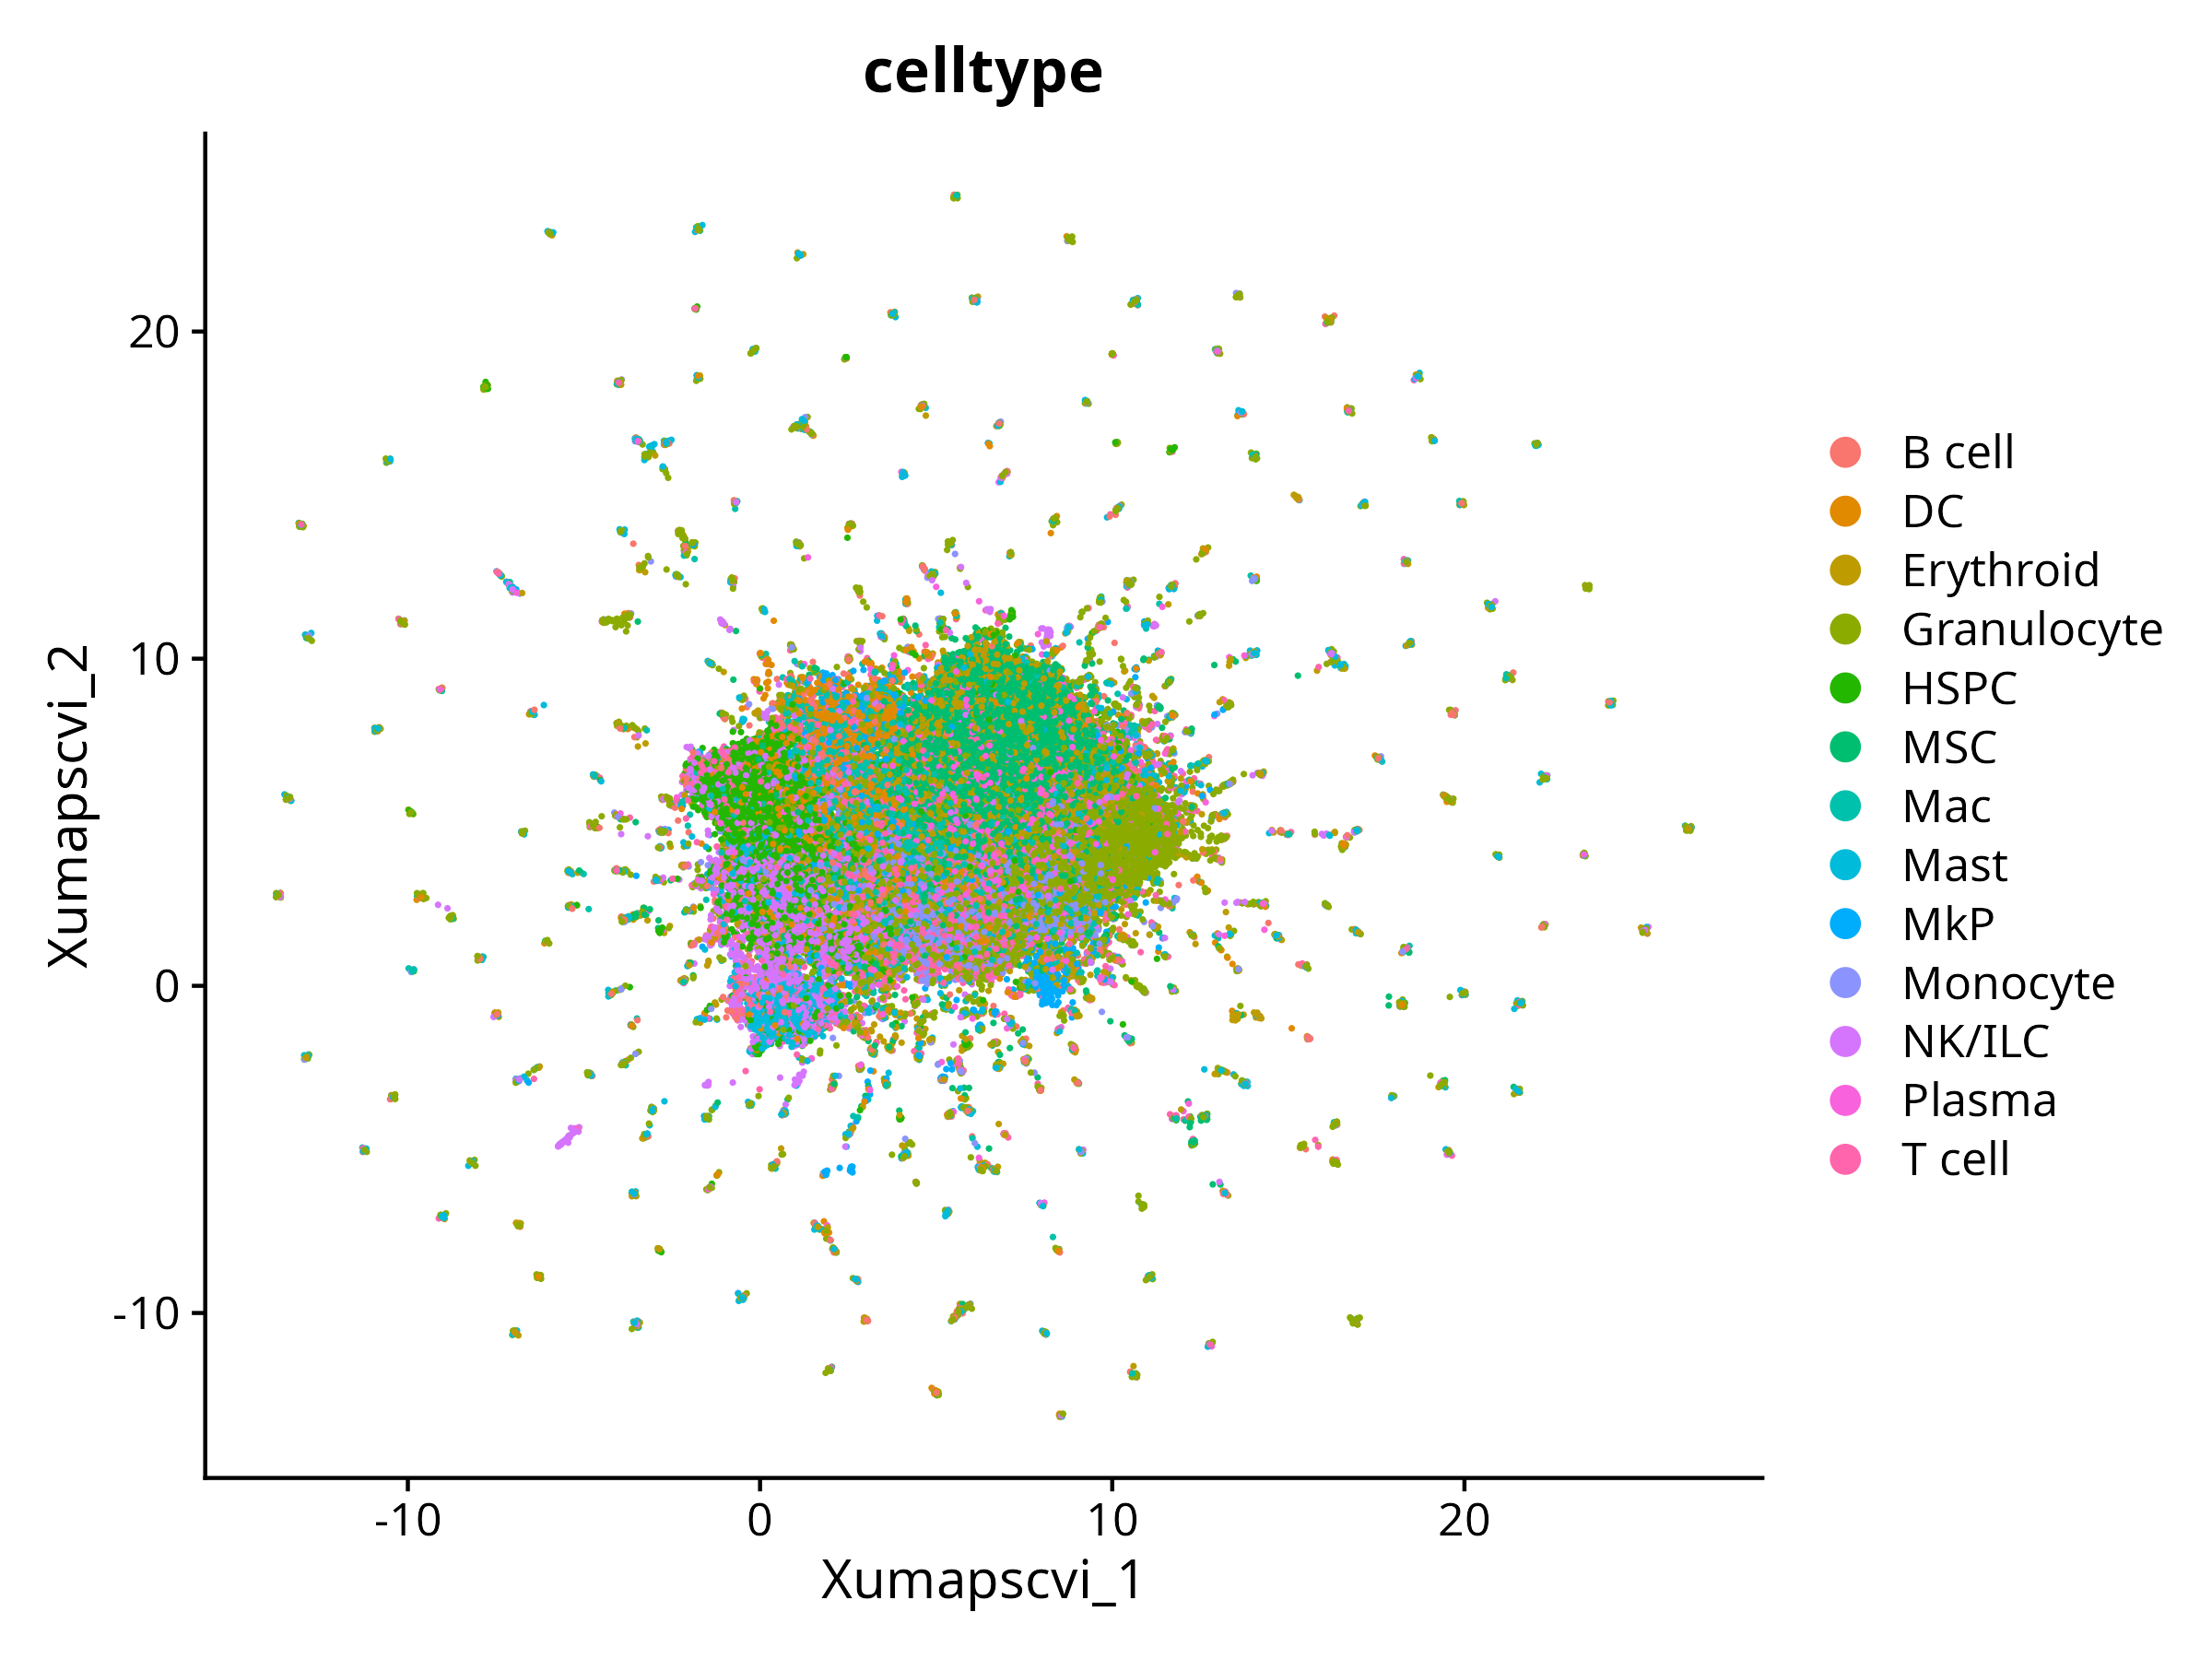 celltype
Xumapscvi_2
20
10
0
-10
-10
0
10
20
Xumapscvi_1
B cell
DC
Erythroid
Granulocyte
HSPC
MSC
Mac
Mast
MkP
Monocyte
NK/ILC
Plasma
T cell